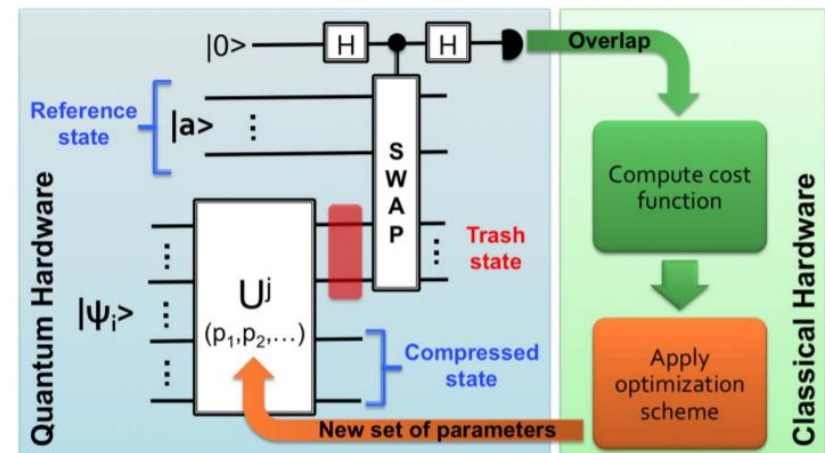 |0>
H
H
Overlap
Reference
state
|a>
SWAP
Compute cost
function
Trash
state
Quantum Hardware
|ψi>
Uʲ
(p₁,p₂,...)
Compressed
state
Apply
optimization
scheme
New set of parameters
Classical Hardware